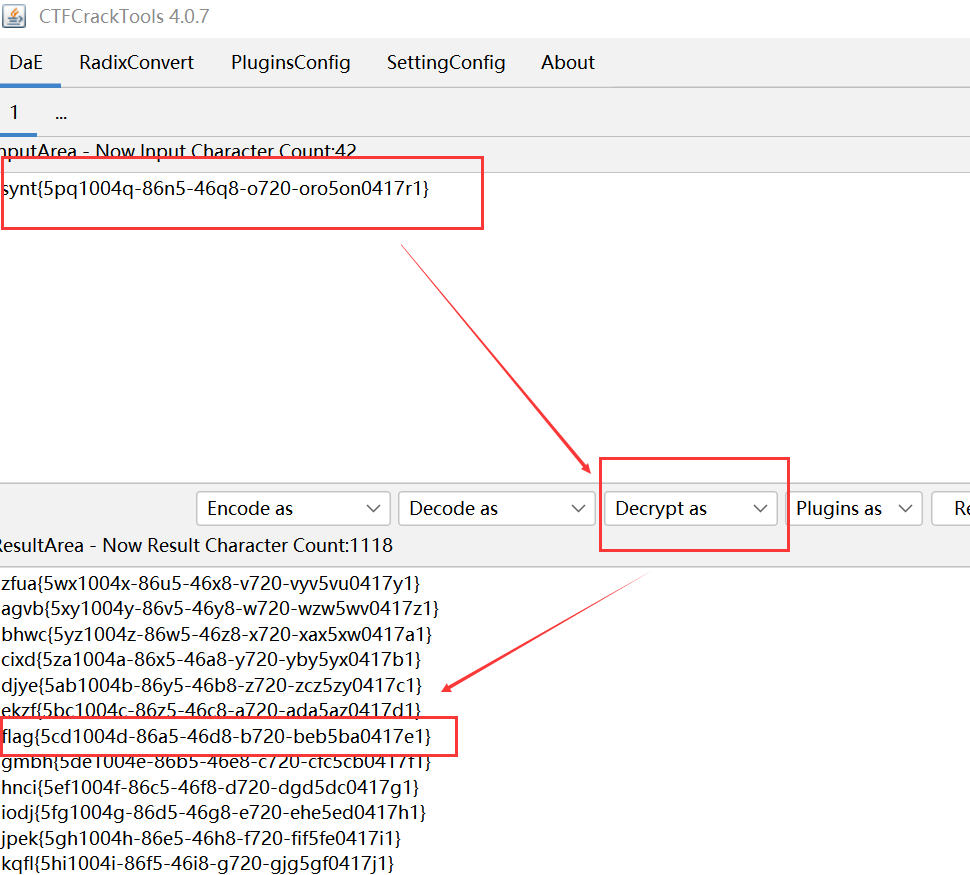 CTFCrackTools 4.0.7
DaE RadixConvert PluginsConfig SettingConfig About
1 ...
nputArea - Now Input Character Count:42
synt{5pq1004q-86n5-46q8-o720-oro5on0417r1}
Encode as Decode as Decrypt as Plugins as Re
ResultArea - Now Result Character Count:1118
zfua{5wx1004x-86u5-46x8-v720-vyv5vu0417y1}
agvb{5xy1004y-86v5-46y8-w720-wzw5wv0417z1}
bhwc{5yz1004z-86w5-46z8-x720-xax5xw0417a1}
cixd{5za1004a-86x5-46a8-y720-yby5yx0417b1}
djye{5ab1004b-86y5-46b8-z720-zcz5zy0417c1}
ekzf{5bc1004c-86z5-46c8-a720-ada5az0417d1}
flag{5cd1004d-86a5-46d8-b720-beb5ba0417e1}
gmbh{5de1004e-86b5-46e8-c720-cfc5cb0417f1}
hnci{5ef1004f-86c5-46f8-d720-dgd5dc0417g1}
iodj{5fg1004g-86d5-46g8-e720-ehe5ed0417h1}
jpek{5gh1004h-86e5-46h8-f720-fif5fe0417i1}
kqfl{5hi1004i-86f5-46i8-g720-gjg5gf0417j1}